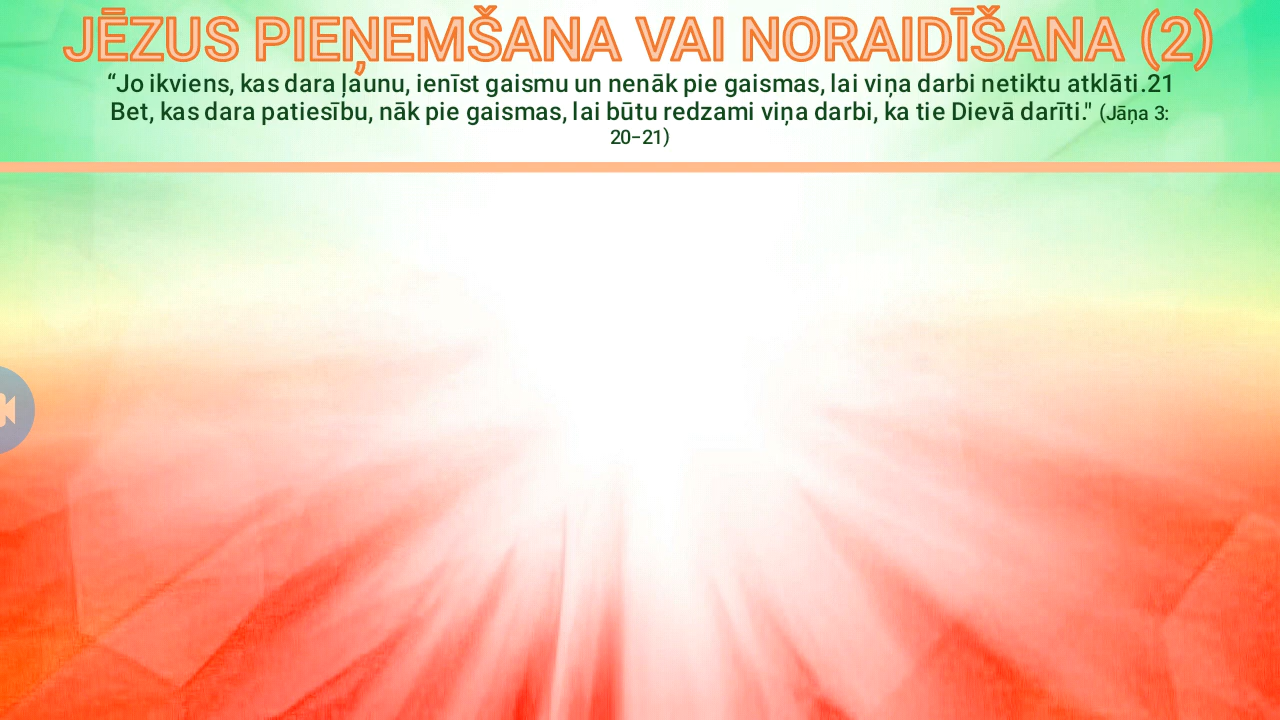 JĒZUS PIEŅEMŠANA VAI NORAIDĪŠANA (2)
“Jo ikviens, kas dara ļaunu, ienīst gaismu un nenāk pie gaismas, lai viņa darbi netiktu atklāti.21
Bet, kas dara patiesību, nāk pie gaismas, lai būtu redzami viņa darbi, ka tie Dievā darīti." (Jāņa 3:
20–21)